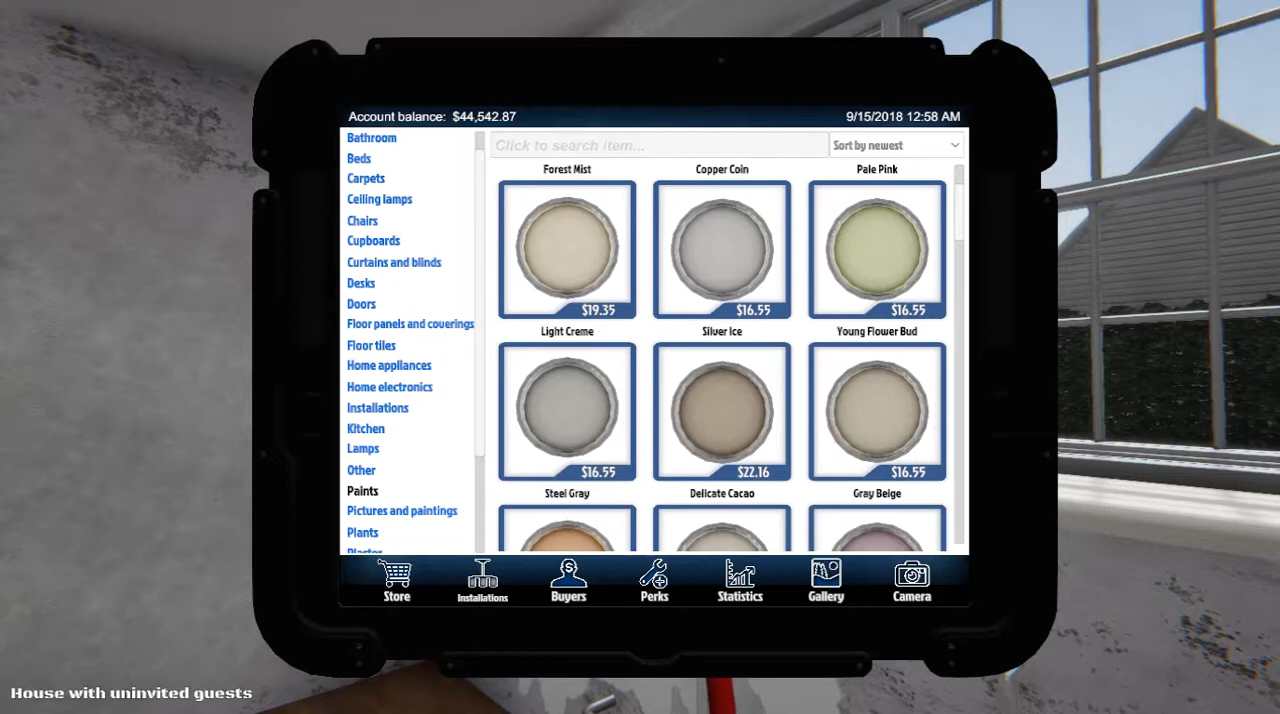 Account balance: $44,542.87
9/15/2018 12:58 AM
Bathroom
Beds
Carpets
Ceiling lamps
Chairs
Cupboards
Curtains and blinds
Desks
Doors
Floor panels and coverings
Floor tiles
Home appliances
Home electronics
Installations
Kitchen
Lamps
Other
Paints
Pictures and paintings
Plants
Plaster
Click to search item...
Sort by newest
Forest Mist
Copper Coin
Pale Pink
$19.35
$16.55
$16.55
Light Creme
Silver Ice
Young Flower Bud
$16.55
$22.16
$16.55
Steel Gray
Delicate Cacao
Gray Beige
Store
Installations
Buyers
Perks
Statistics
Gallery
Camera
House with uninvited guests